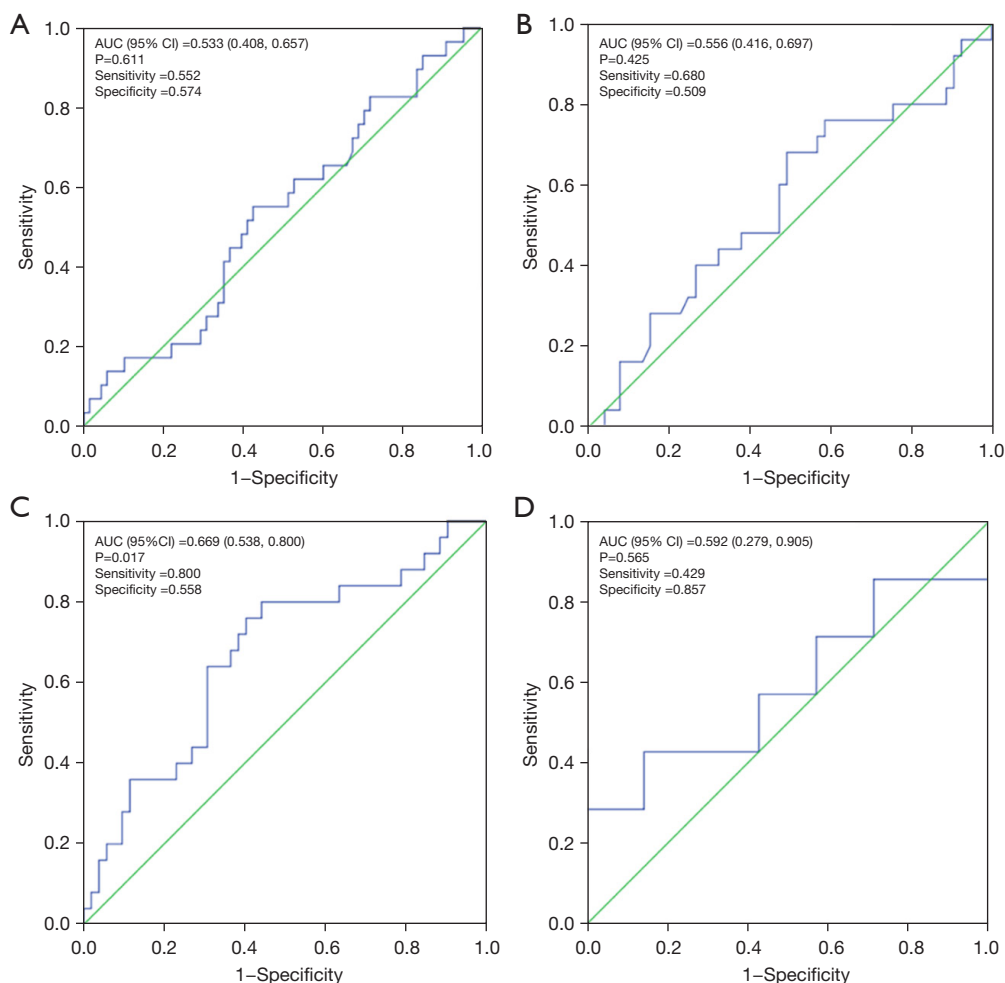 A
AUC (95% CI) =0.533 (0.408, 0.657)
P=0.611
Sensitivity =0.552
Specificity =0.574
1.0
0.8
0.6
0.4
0.2
0.0
Sensitivity
0.0 0.2 0.4 0.6 0.8 1.0
1–Specificity
B
AUC (95% CI) =0.556 (0.416, 0.697)
P=0.425
Sensitivity =0.680
Specificity =0.509
1.0
0.8
0.6
0.4
0.2
0.0
Sensitivity
0.0 0.2 0.4 0.6 0.8 1.0
1–Specificity
C
AUC (95%CI) =0.669 (0.538, 0.800)
P=0.017
Sensitivity =0.800
Specificity =0.558
1.0
0.8
0.6
0.4
0.2
0.0
Sensitivity
0.0 0.2 0.4 0.6 0.8 1.0
1–Specificity
D
AUC (95% CI) =0.592 (0.279, 0.905)
P=0.565
Sensitivity =0.429
Specificity =0.857
1.0
0.8
0.6
0.4
0.2
0.0
Sensitivity
0.0 0.2 0.4 0.6 0.8 1.0
1–Specificity